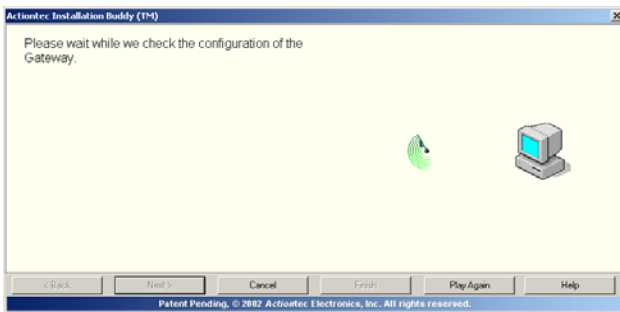 Actiontec Installation Buddy (TM)
Please wait while we check the configuration of the
Gateway.
< Back Next > Cancel Finish Play Again Help
Patent Pending, © 2002 Actiontec Electronics, Inc. All rights reserved.